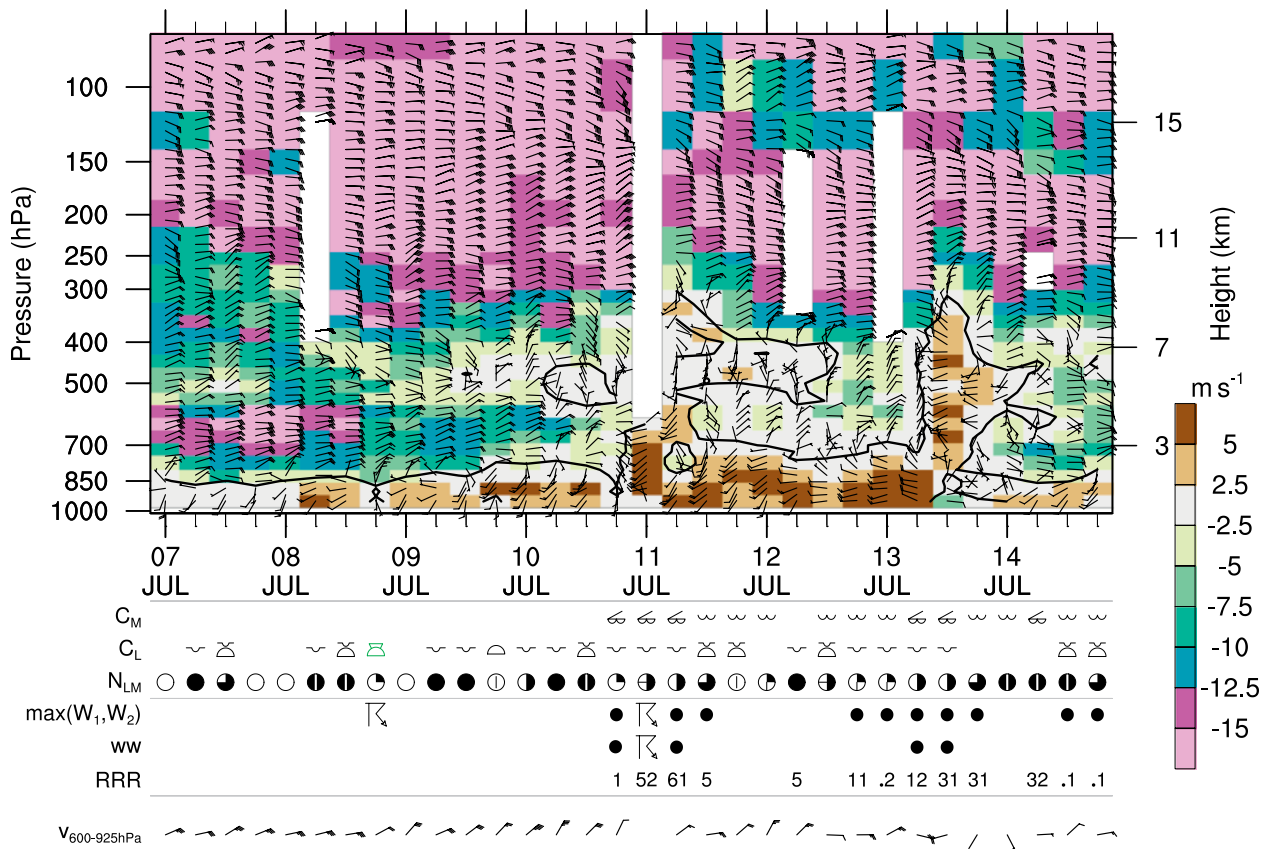 100
150
200
250
300
400
500
700
850
1000
Pressure (hPa)
15
11
7
3
Height (km)
m s-1
5
2.5
-2.5
-5
-7.5
-10
-12.5
-15
07 08 09 10 11 12 13 14
JUL JUL JUL JUL JUL JUL JUL JUL
CM
CL
NLM
max(W1,W2)
ww
RRR 1 52 61 5 5 11 .2 12 31 31 32 .1 .1
v600-925hPa